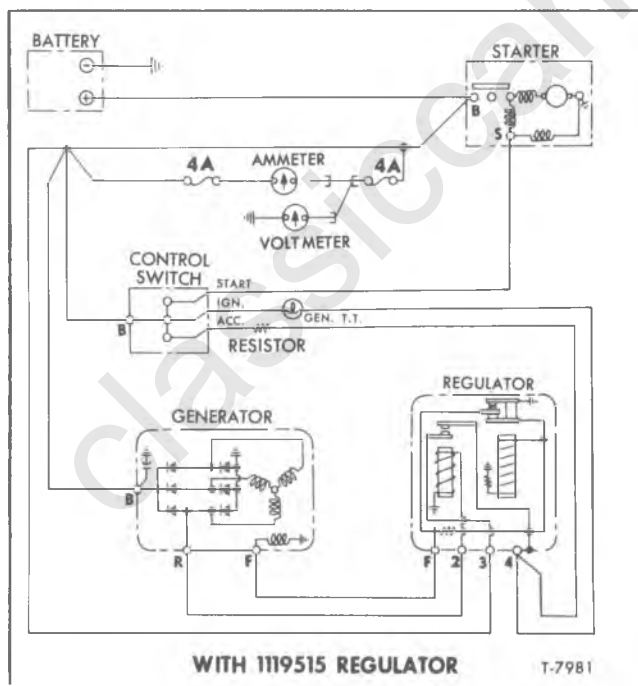 BATTERY
STARTER
B
S
4A
AMMETER
4A
VOLTMETER
CONTROL
SWITCH
START
IGN.
ACC.
GEN. T.T.
B
RESISTOR
REGULATOR
GENERATOR
B
R
F
F
2
3
4
WITH 1119515 REGULATOR
T-7981
classiccar